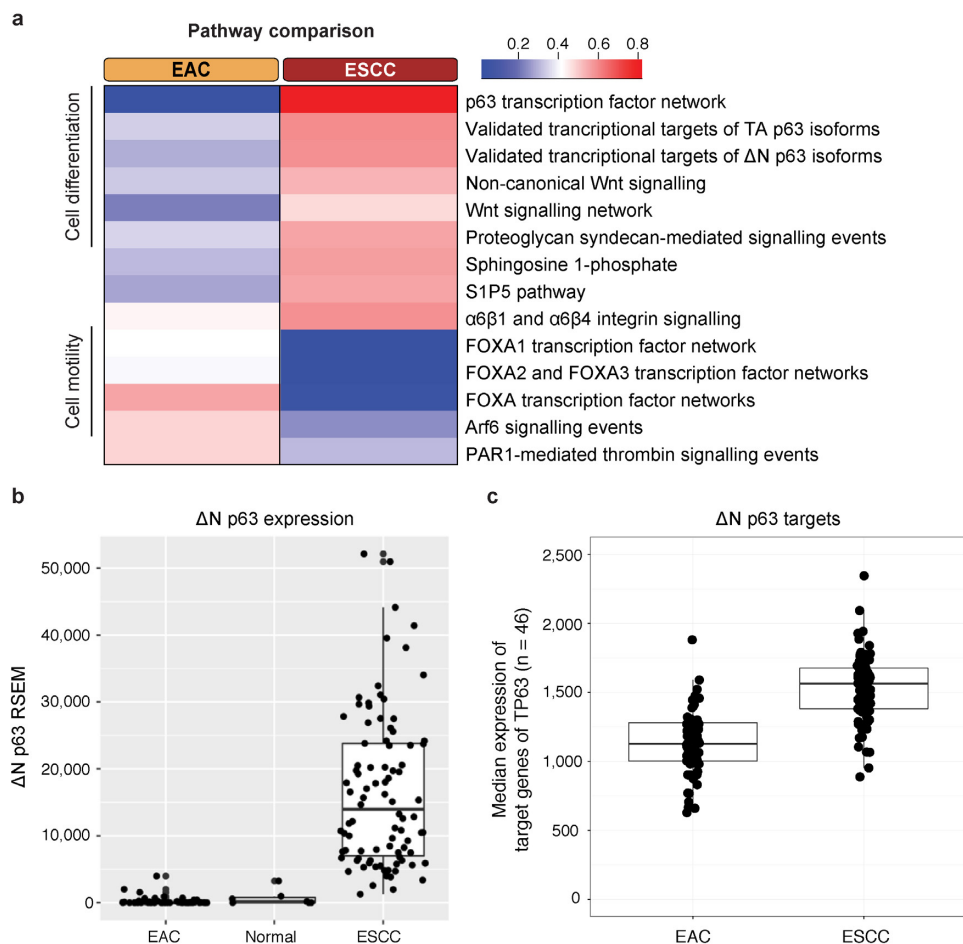 a
Pathway comparison
0.2 0.4 0.6 0.8
EAC ESCC
Cell differentiation
Cell motility
p63 transcription factor network
Validated trancriptional targets of TA p63 isoforms
Validated trancriptional targets of ΔN p63 isoforms
Non-canonical Wnt signalling
Wnt signalling network
Proteoglycan syndecan-mediated signalling events
Sphingosine 1-phosphate
S1P5 pathway
α6β1 and α6β4 integrin signalling
FOXA1 transcription factor network
FOXA2 and FOXA3 transcription factor networks
FOXA transcription factor networks
Arf6 signalling events
PAR1-mediated thrombin signalling events
b
ΔN p63 expression
ΔN p63 RSEM
50,000
40,000
30,000
20,000
10,000
0
EAC Normal ESCC
c
ΔN p63 targets
Median expression of
target genes of TP63 (n = 46)
2,500
2,000
1,500
1,000
500
0
EAC ESCC